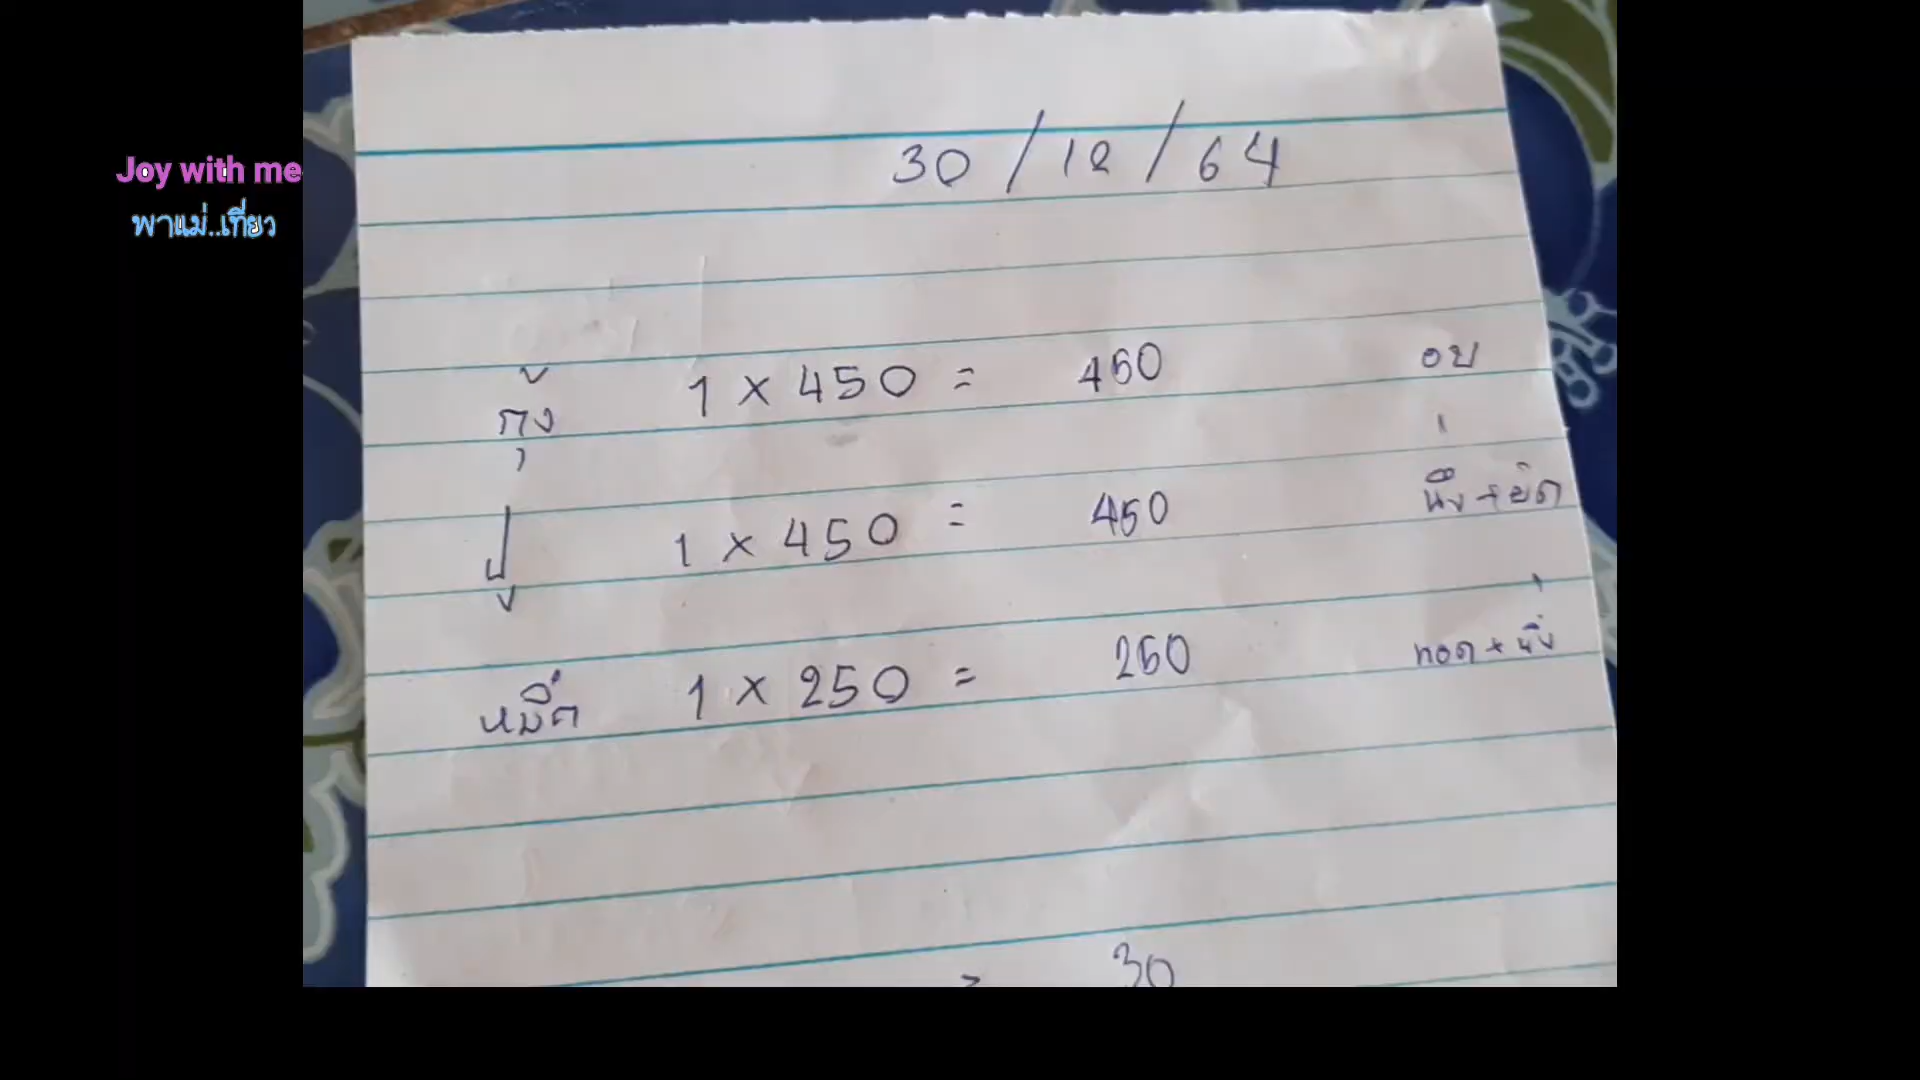 Joy with me
พาแม่..เที่ยว
30/12/64
กุ้ง 1 x 450 = 450 อบ
ปู 1 x 450 = 450 นึ่ง + ผัด
หมึก 1 x 250 = 250 ทอด + นึ่ง
= 30